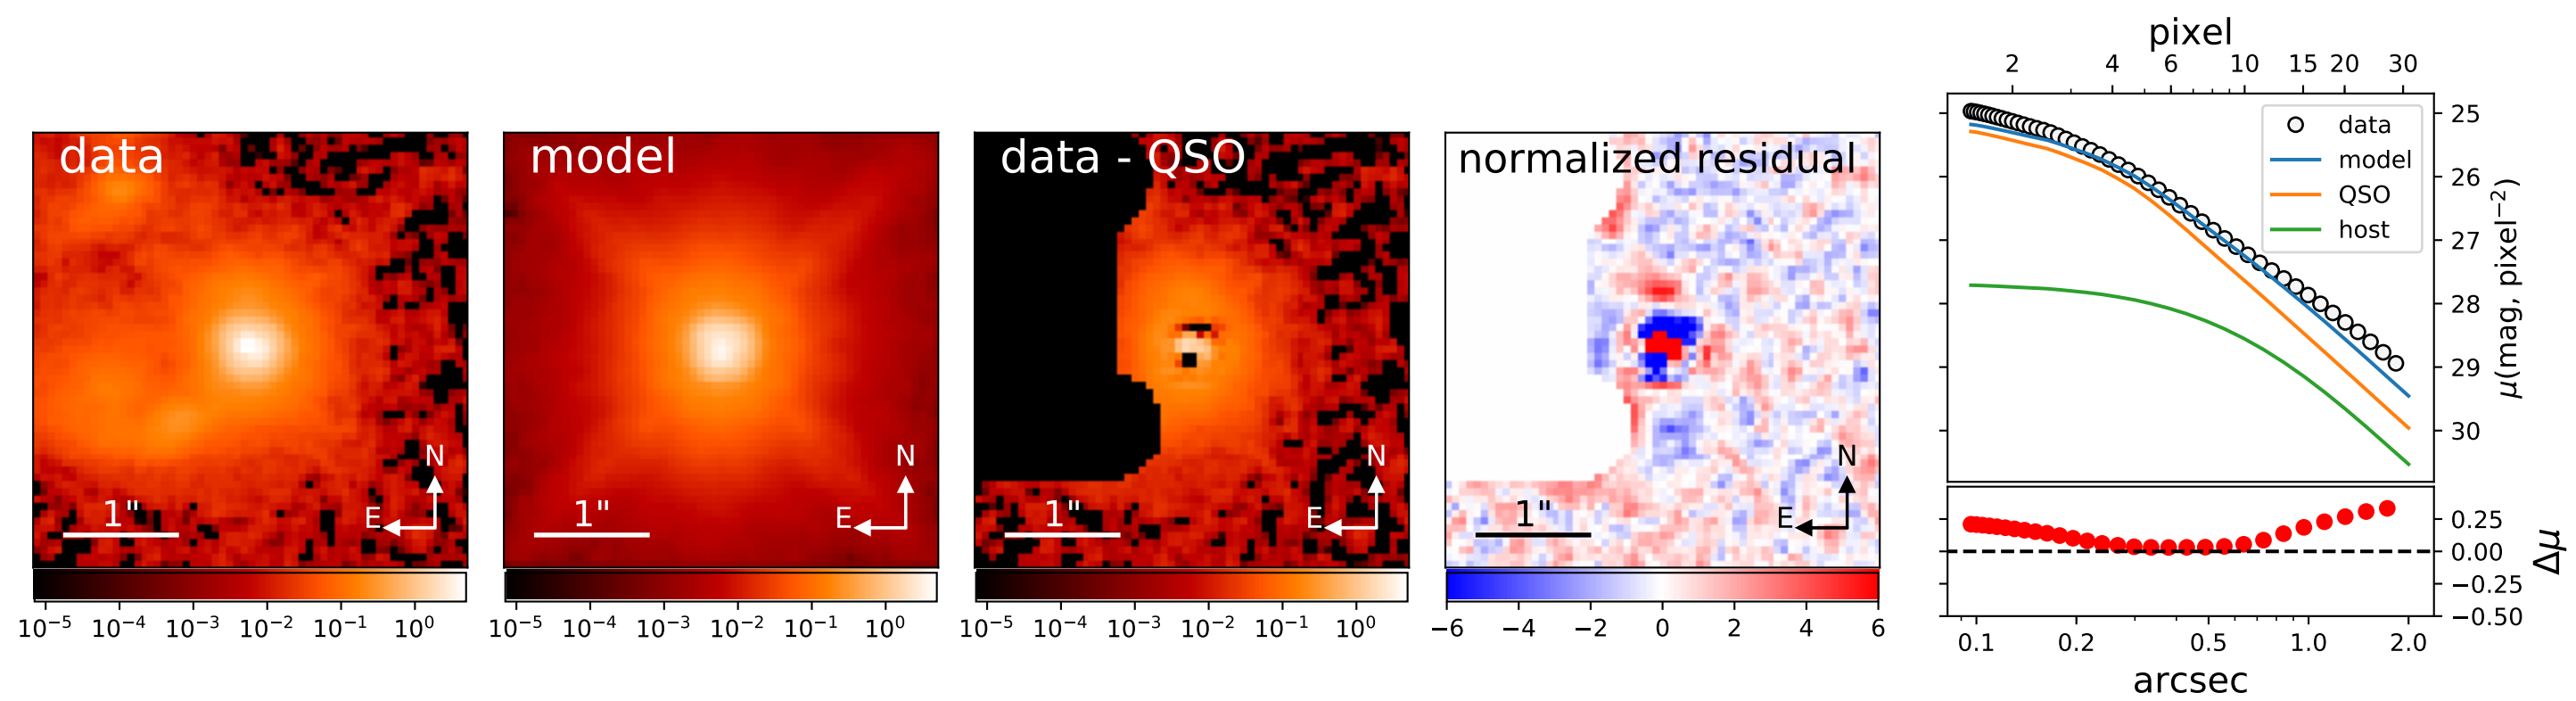 data
N
E
1"
10⁻⁵ 10⁻⁴ 10⁻³ 10⁻² 10⁻¹ 10⁰
model
N
E
1"
10⁻⁵ 10⁻⁴ 10⁻³ 10⁻² 10⁻¹ 10⁰
data - QSO
N
E
1"
10⁻⁵ 10⁻⁴ 10⁻³ 10⁻² 10⁻¹ 10⁰
normalized residual
N
E
1"
−6 −4 −2 0 2 4 6
pixel
2 4 6 10 15 20 30
data
model
QSO
host
25
26
27
28
29
30
μ(mag, pixel⁻²)
0.25
0.00
−0.25
−0.50
Δμ
0.1 0.2 0.5 1.0 2.0
arcsec